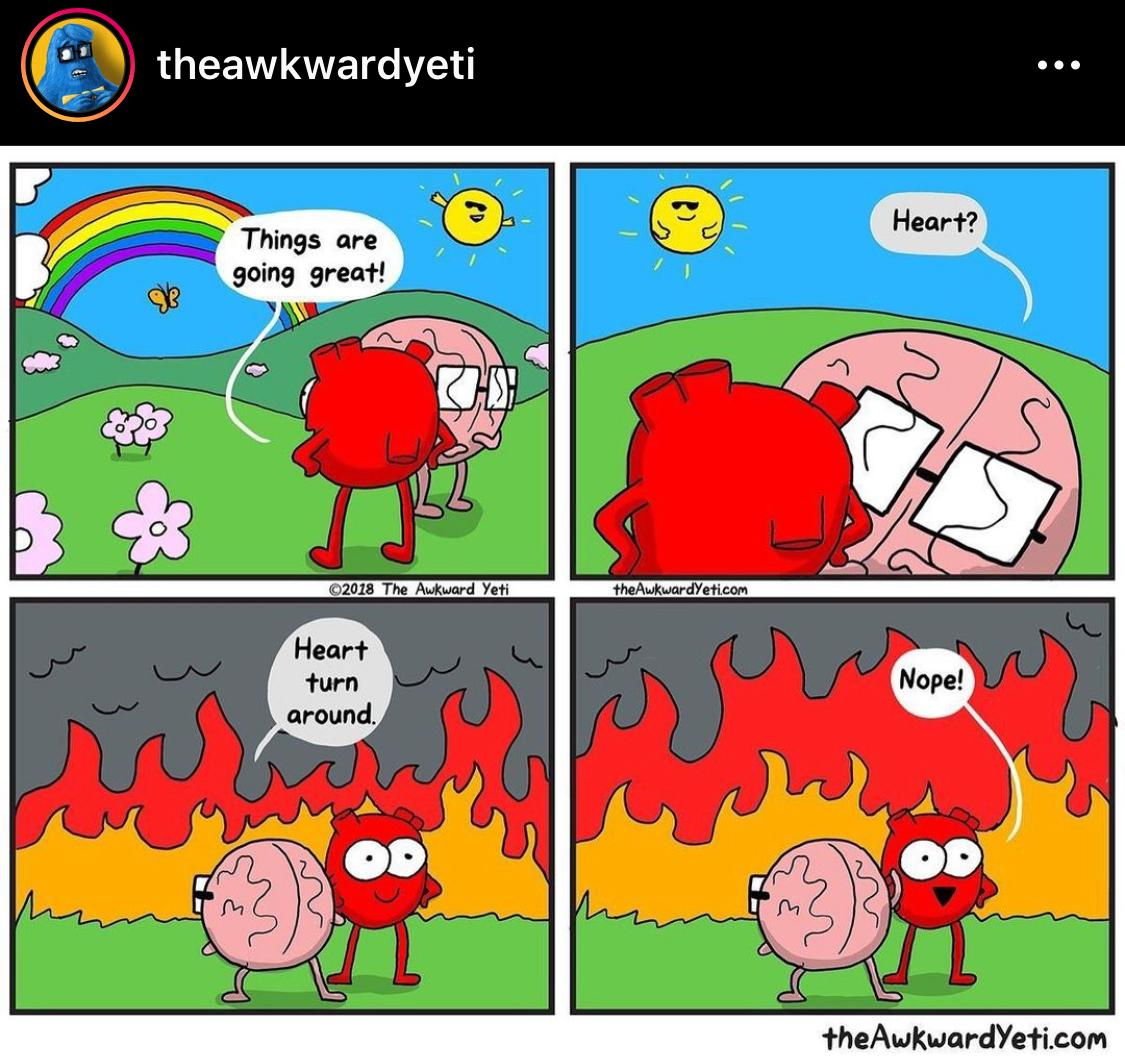 theawkwardyeti
Things are
going great!
Heart?
©2018 The Awkward Yeti
theAwkwardYeti.com
Heart
turn
around.
Nope!
theAwkwardYeti.com